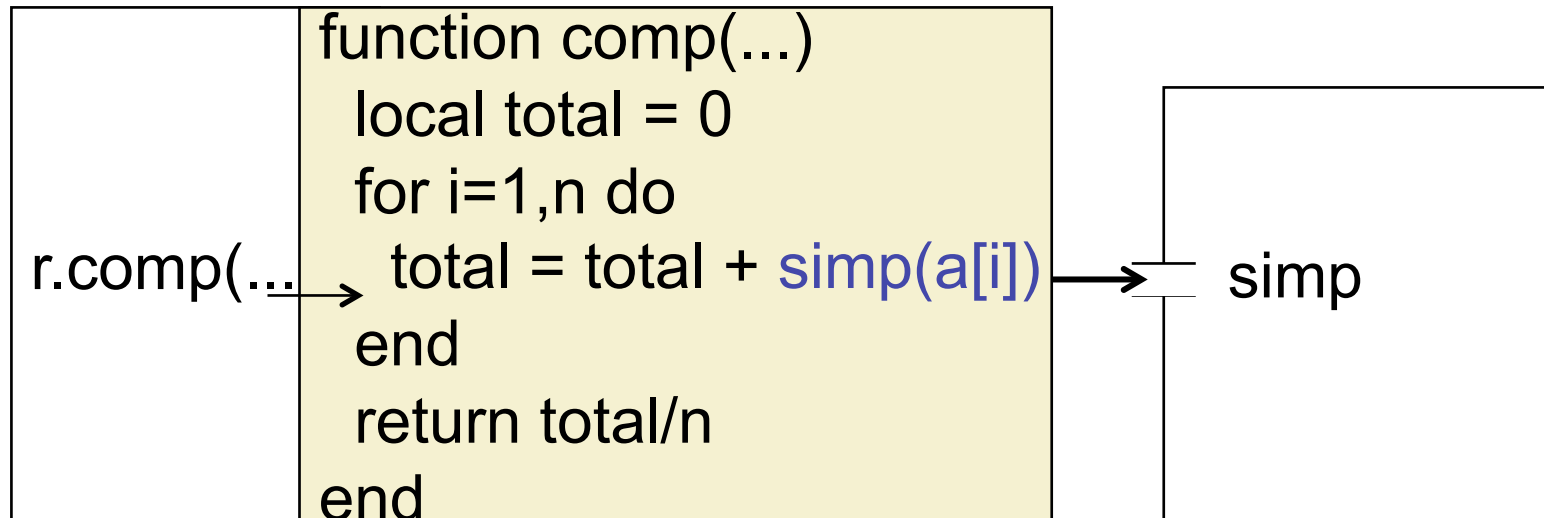 function comp(...)
local total = 0
for i=1,n do
r.comp(...
total = total + simp(a[i])
simp
end
return total/n
end